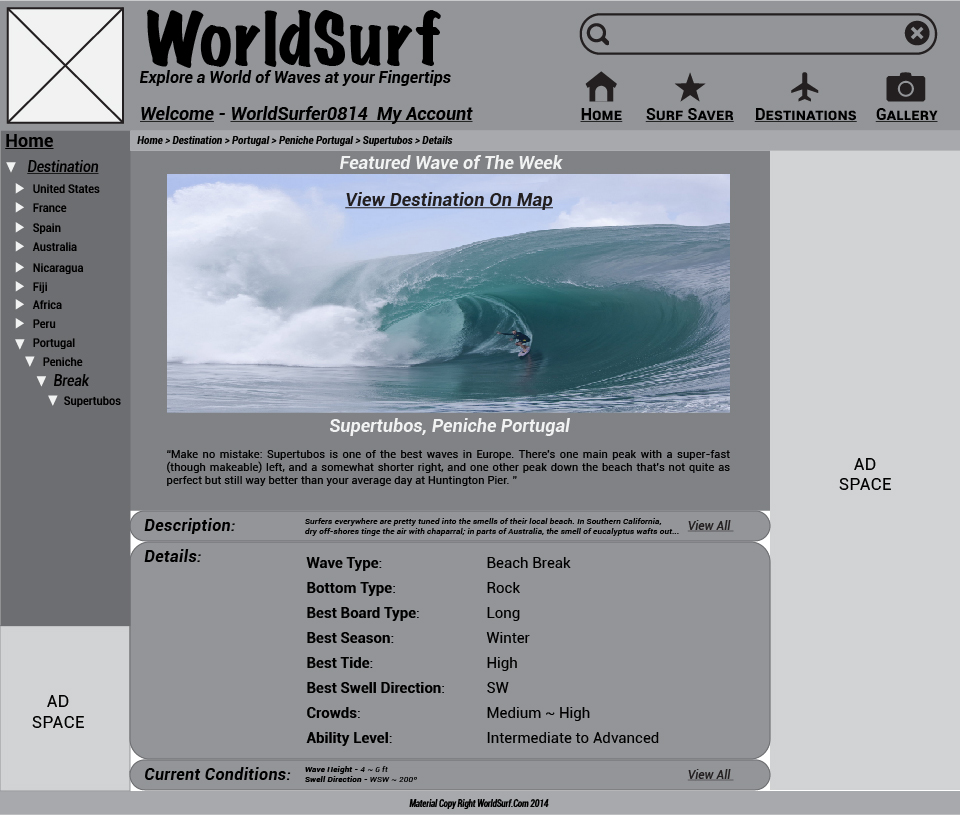 WorldSurf
Explore a World of Waves at your Fingertips
Welcome - WorldSurfer0814 My Account
Home
Surf Saver
Destinations
Gallery
Home
Home > Destination > Portugal > Peniche Portugal > Supertubos > Details
Destination
United States
France
Spain
Australia
Nicaragua
Fiji
Africa
Peru
Portugal
Peniche
Break
Supertubos
AD
SPACE
Featured Wave of The Week
View Destination On Map
Supertubos, Peniche Portugal
"Make no mistake: Supertubos is one of the best waves in Europe. There's one main peak with a super-fast
(though makeable) left, and a somewhat shorter right, and one other peak down the beach that's not quite as
perfect but still way better than your average day at Huntington Pier. "
Description:
Surfers everywhere are pretty tuned into the smells of their local beach. In Southern California,
dry off-shores tinge the air with chaparral; in parts of Australia, the smell of eucalyptus wafts out...
View All
Details:
Wave Type: Beach Break
Bottom Type: Rock
Best Board Type: Long
Best Season: Winter
Best Tide: High
Best Swell Direction: SW
Crowds: Medium ~ High
Ability Level: Intermediate to Advanced
Current Conditions:
Wave Height - 4 ~ 6 ft
Swell Direction - WSW ~ 200º
View All
AD
SPACE
Material Copy Right WorldSurf.Com 2014